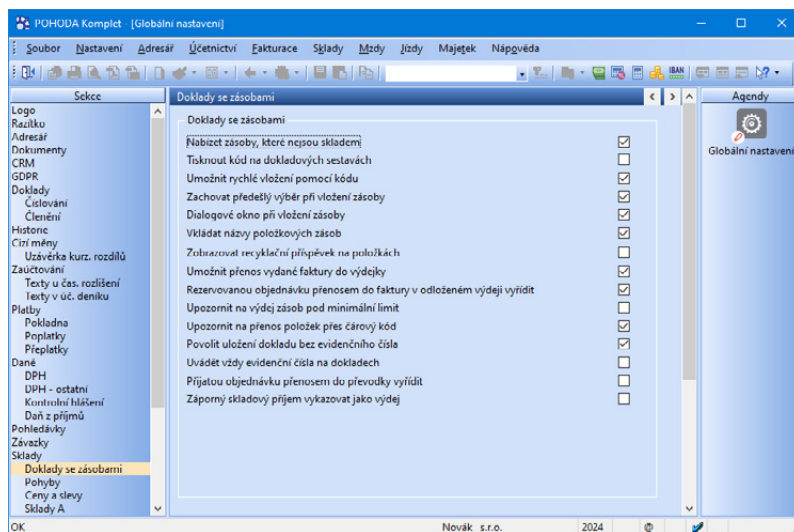 POHODA Komplet - [Globální nastavení]
Soubor Nastavení Adresář Účetnictví Fakturace Sklady Mzdy Jízdy Majetek Nápověda
IBAN
Sekce
Logo
Razítko
Adresář
Dokumenty
CRM
GDPR
Doklady
Číslování
Členění
Historie
Cizí měny
Uzávěrka kurz. rozdílů
Zaúčtování
Texty u čas. rozlišení
Texty v úč. deníku
Platby
Pokladna
Poplatky
Přeplatky
Daně
DPH
DPH - ostatní
Kontrolní hlášení
Daň z příjmů
Pohledávky
Závazky
Sklady
Doklady se zásobami
Pohyby
Ceny a slevy
Sklady A
Doklady se zásobami
Doklady se zásobami
Nabízet zásoby, které nejsou skladem
Tisknout kód na dokladových sestavách
Umožnit rychlé vložení pomocí kódu
Zachovat předešlý výběr při vložení zásoby
Dialogové okno při vložení zásoby
Vkládat názvy položkových zásob
Zobrazovat recyklační příspěvek na položkách
Umožnit přenos vydané faktury do výdejky
Rezervovanou objednávku přenosem do faktury v odloženém výdeji vyřídit
Upozornit na výdej zásob pod minimální limit
Upozornit na přenos položek přes čárový kód
Povolit uložení dokladu bez evidenčního čísla
Uvádět vždy evidenční čísla na dokladech
Přijatou objednávku přenosem do převodky vyřídit
Záporný skladový příjem vykazovat jako výdej
Agendy
Globální nastavení
OK Novák s.r.o. 2024 @